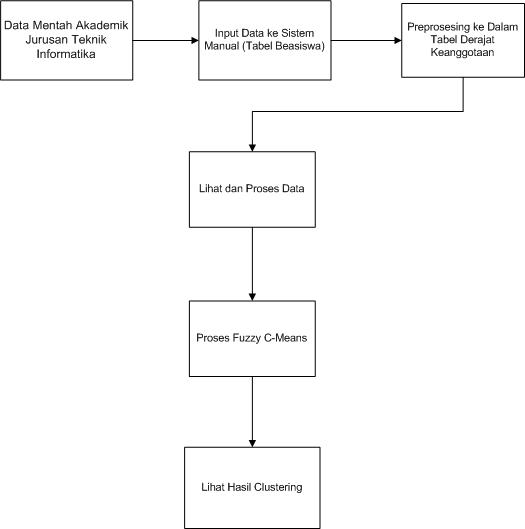 Data Mentah Akademik
Jurusan Teknik
Informatika
Input Data ke Sistem
Manual (Tabel Beasiswa)
Preprosesing ke Dalam
Tabel Derajat
Keanggotaan
Lihat dan Proses Data
Proses Fuzzy C-Means
Lihat Hasil Clustering